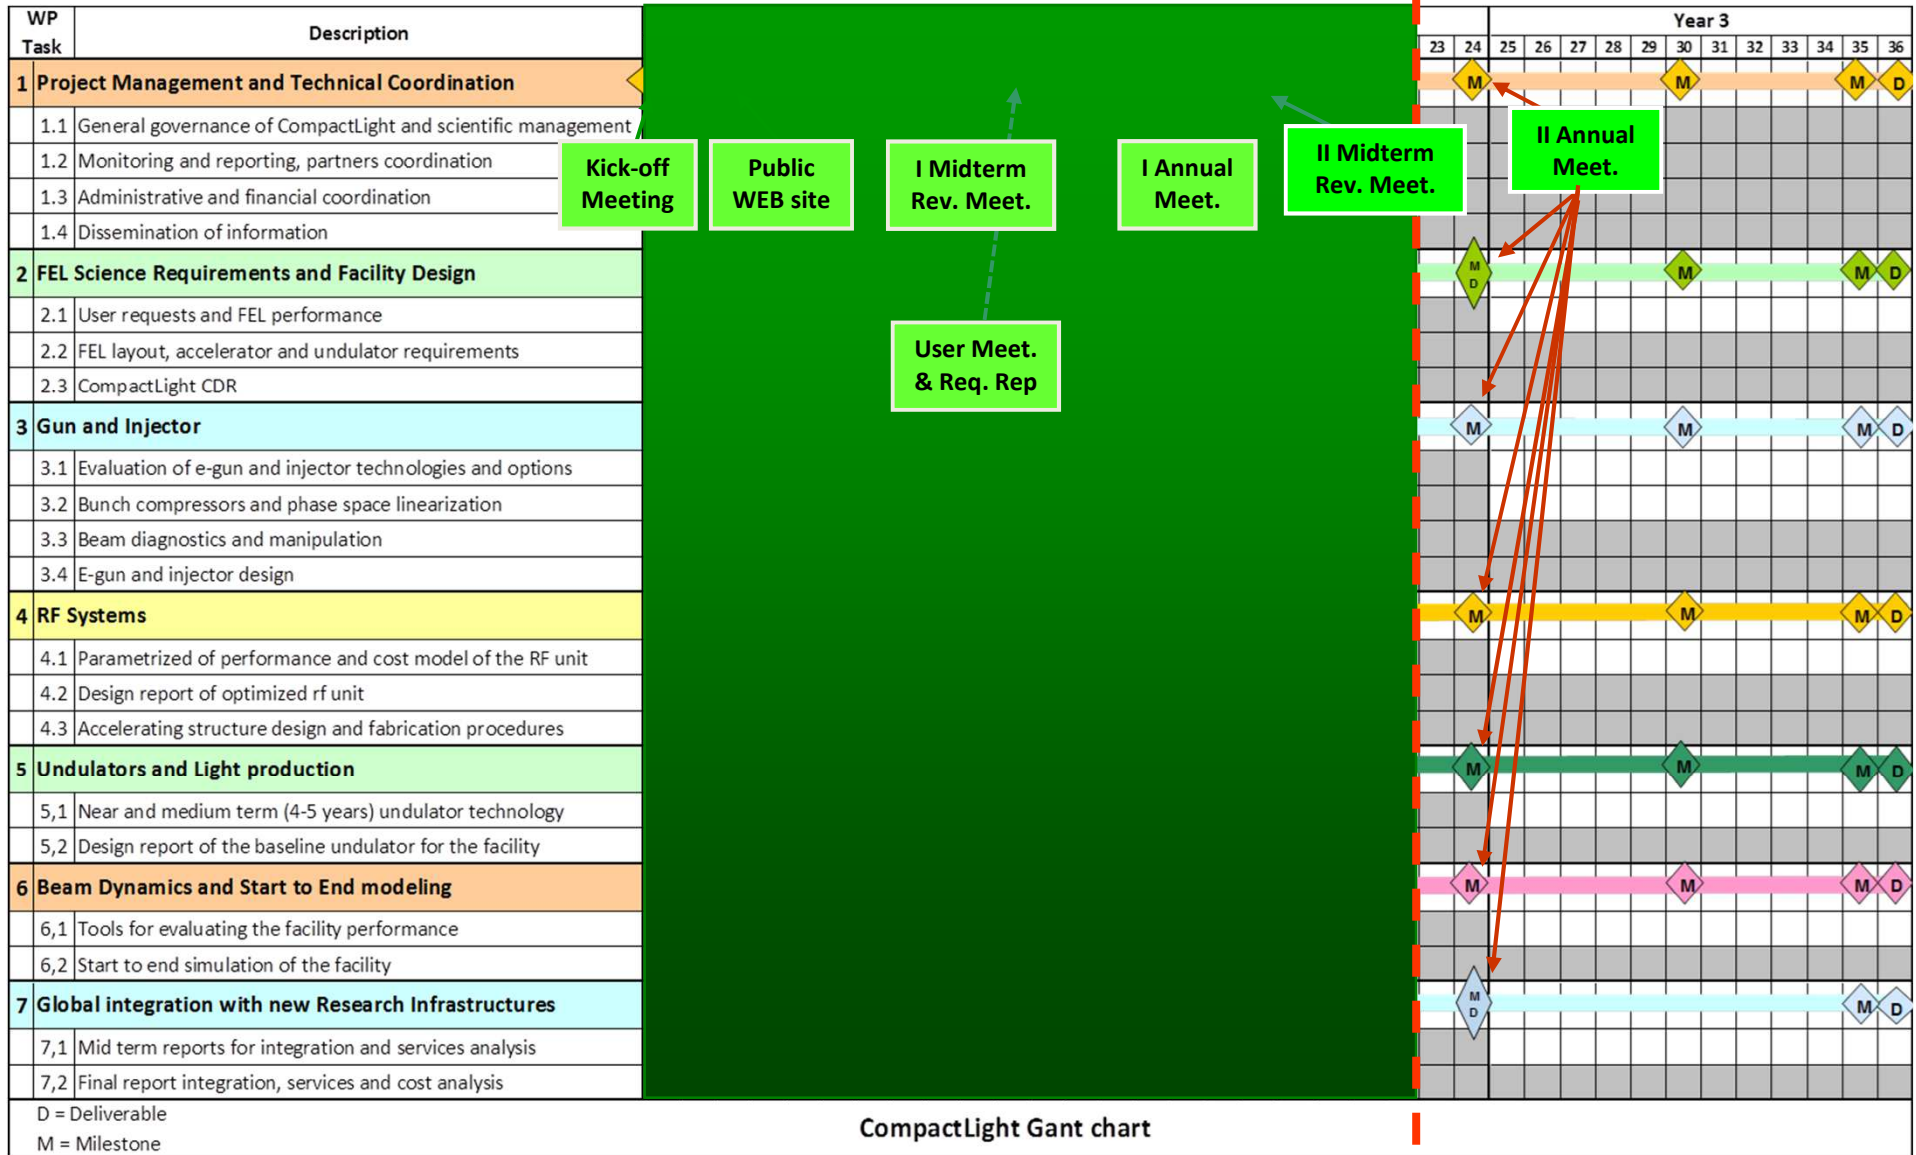 WP
Task
Description
Year 3
23 24 25 26 27 28 29 30 31 32 33 34 35 36
1 Project Management and Technical Coordination
M M M D
1.1 General governance of CompactLight and scientific management
1.2 Monitoring and reporting, partners coordination
1.3 Administrative and financial coordination
1.4 Dissemination of information
Kick-off
Meeting
Public
WEB site
I Midterm
Rev. Meet.
I Annual
Meet.
II Midterm
Rev. Meet.
II Annual
Meet.
2 FEL Science Requirements and Facility Design
M
D
M M D
2.1 User requests and FEL performance
2.2 FEL layout, accelerator and undulator requirements
2.3 CompactLight CDR
User Meet.
& Req. Rep
3 Gun and Injector
M M M D
3.1 Evaluation of e-gun and injector technologies and options
3.2 Bunch compressors and phase space linearization
3.3 Beam diagnostics and manipulation
3.4 E-gun and injector design
4 RF Systems
M M M D
4.1 Parametrized of performance and cost model of the RF unit
4.2 Design report of optimized rf unit
4.3 Accelerating structure design and fabrication procedures
5 Undulators and Light production
M M M D
5,1 Near and medium term (4-5 years) undulator technology
5,2 Design report of the baseline undulator for the facility
6 Beam Dynamics and Start to End modeling
M M M D
6,1 Tools for evaluating the facility performance
6,2 Start to end simulation of the facility
7 Global integration with new Research Infrastructures
M
D
M D
7,1 Mid term reports for integration and services analysis
7,2 Final report integration, services and cost analysis
D = Deliverable
M = Milestone
CompactLight Gant chart